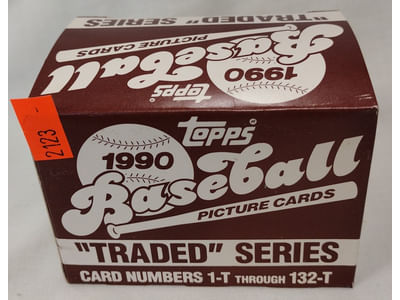 "TRADED" SERIES
PICTURE CARDS
Baseball
1990
TOPPS
2123
TOPPS
1990
Baseball
PICTURE CARDS
"TRADED" SERIES
CARD NUMBERS 1-T THROUGH 132-T